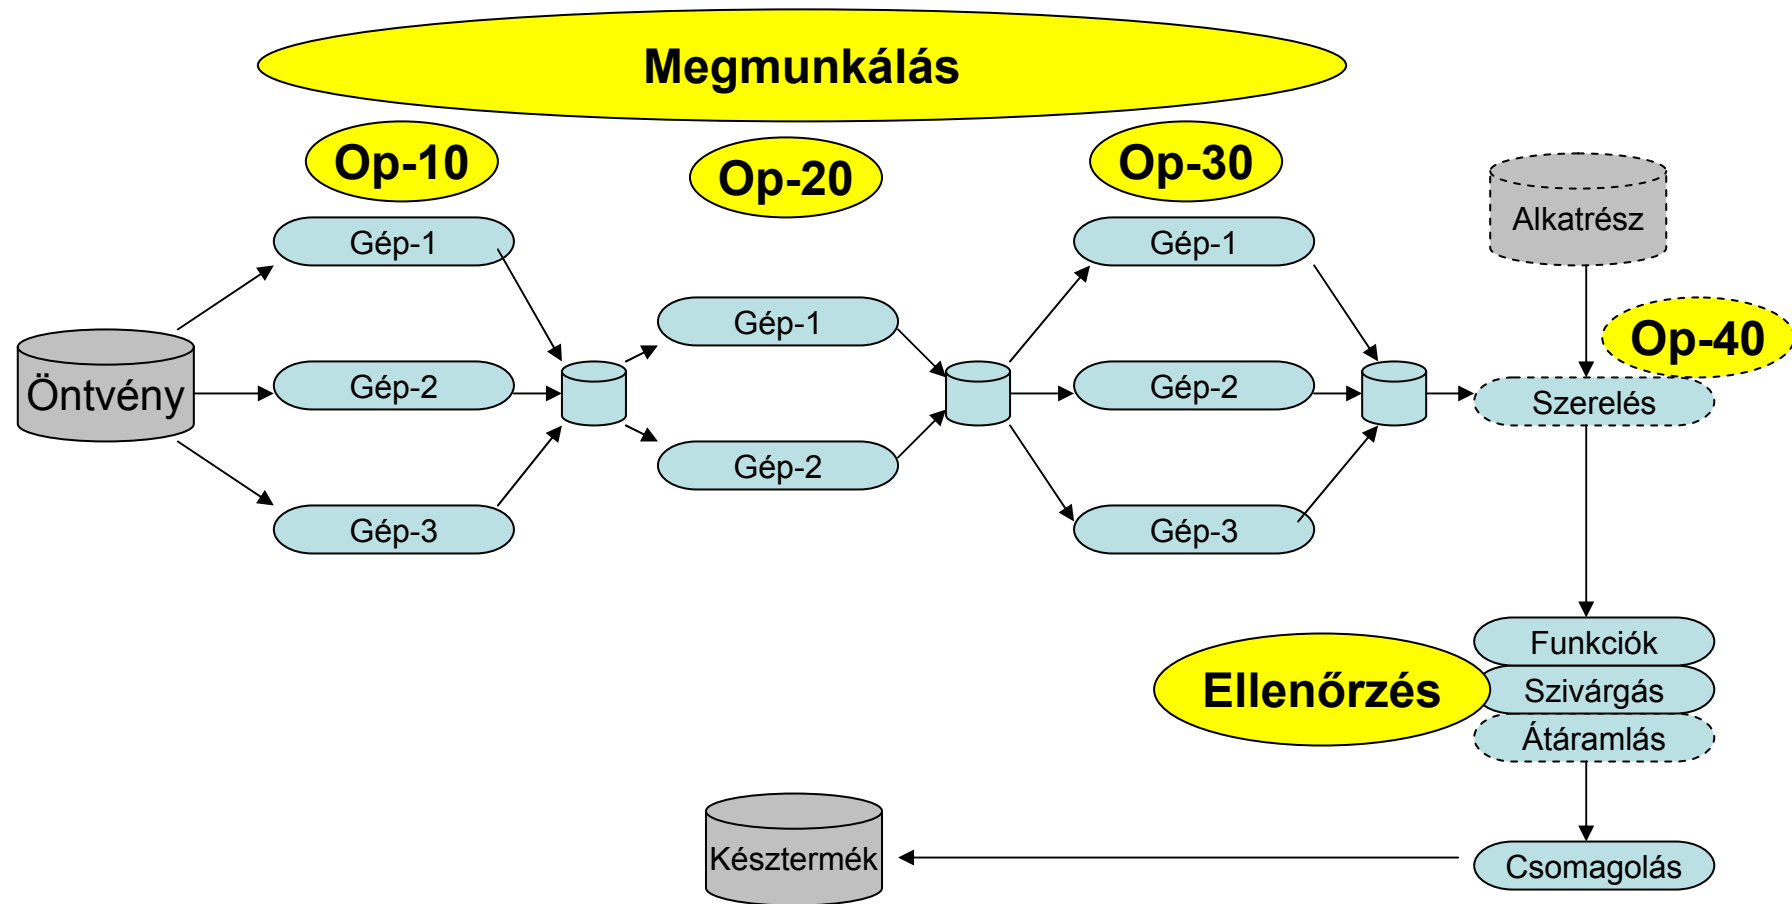 Megmunkálás
Op-10
Op-20
Op-30
Gép-1
Gép-1
Alkatrész
Gép-1
Op-40
Öntvény
Gép-2
Gép-2
Szerelés
Gép-2
Gép-3
Gép-3
Funkciók
Ellenőrzés
Szivárgás
Átáramlás
Késztermék
Csomagolás